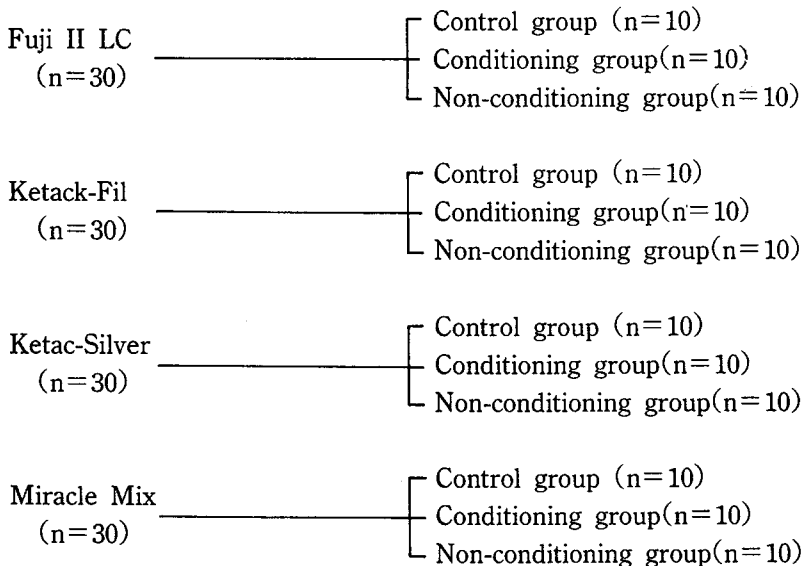 Fuji II LC
(n=30)
Control group (n=10)
Conditioning group(n=10)
Non-conditioning group(n=10)
Ketack-Fil
(n=30)
Control group (n=10)
Conditioning group(n=10)
Non-conditioning group(n=10)
Ketac-Silver
(n=30)
Control group (n=10)
Conditioning group(n=10)
Non-conditioning group(n=10)
Miracle Mix
(n=30)
Control group (n=10)
Conditioning group(n=10)
Non-conditioning group(n=10)